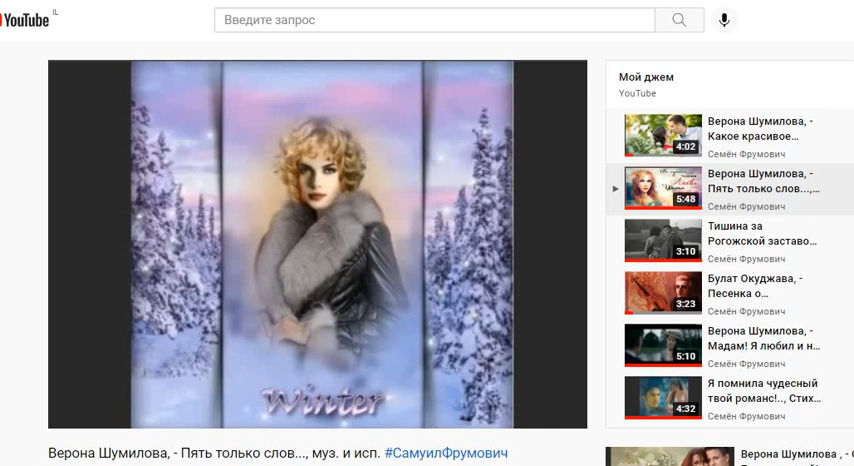 YouTube IL
Введите запрос
Winter
Верона Шумилова, - Пять только слов..., муз. и исп. #СамуилФрумович
Мой джем
YouTube
4:02
Верона Шумилова, -
Какое красивое...
Семён Фрумович
5:48
Верона Шумилова, -
Пять только слов...,...
Семён Фрумович
3:10
Тишина за
Рогожской заставо...
Семён Фрумович
3:23
Булат Окуджава, -
Песенка о...
Семён Фрумович
5:10
Верона Шумилова, -
Мадам! Я любил и н...
Семён Фрумович
4:32
Я помнила чудесный
твой романс!.., Стих...
Семён Фрумович
Верона Шумилова , - С